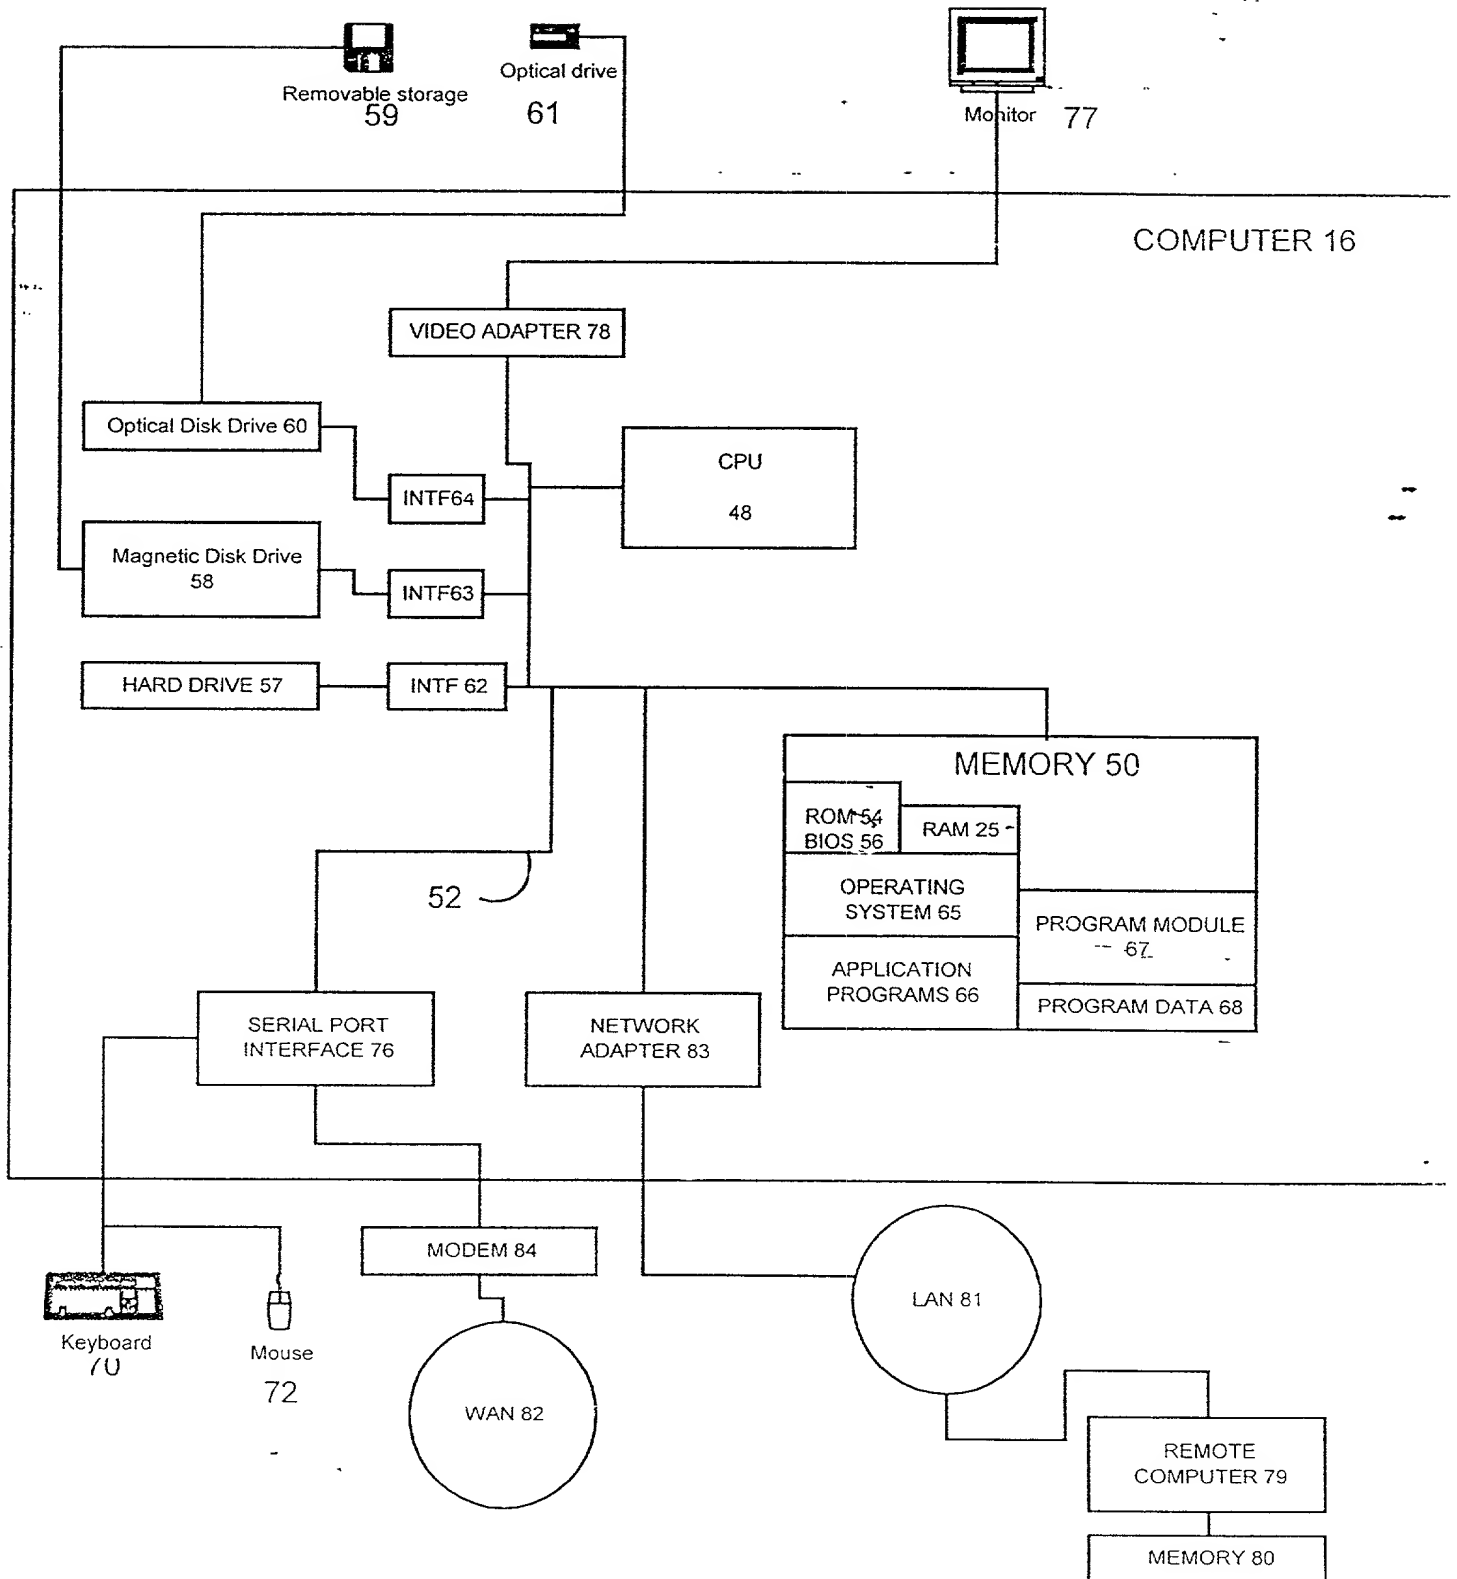 Removable storage
59
Optical drive
61
Monitor 77
COMPUTER 16
VIDEO ADAPTER 78
Optical Disk Drive 60
CPU
48
INTF64
Magnetic Disk Drive
58
INTF63
HARD DRIVE 57
INTF 62
MEMORY 50
ROM 54
BIOS 56
RAM 25
OPERATING
SYSTEM 65
PROGRAM MODULE
67
APPLICATION
PROGRAMS 66
PROGRAM DATA 68
52
SERIAL PORT
INTERFACE 76
NETWORK
ADAPTER 83
MODEM 84
LAN 81
Keyboard
70
Mouse
72
WAN 82
REMOTE
COMPUTER 79
MEMORY 80